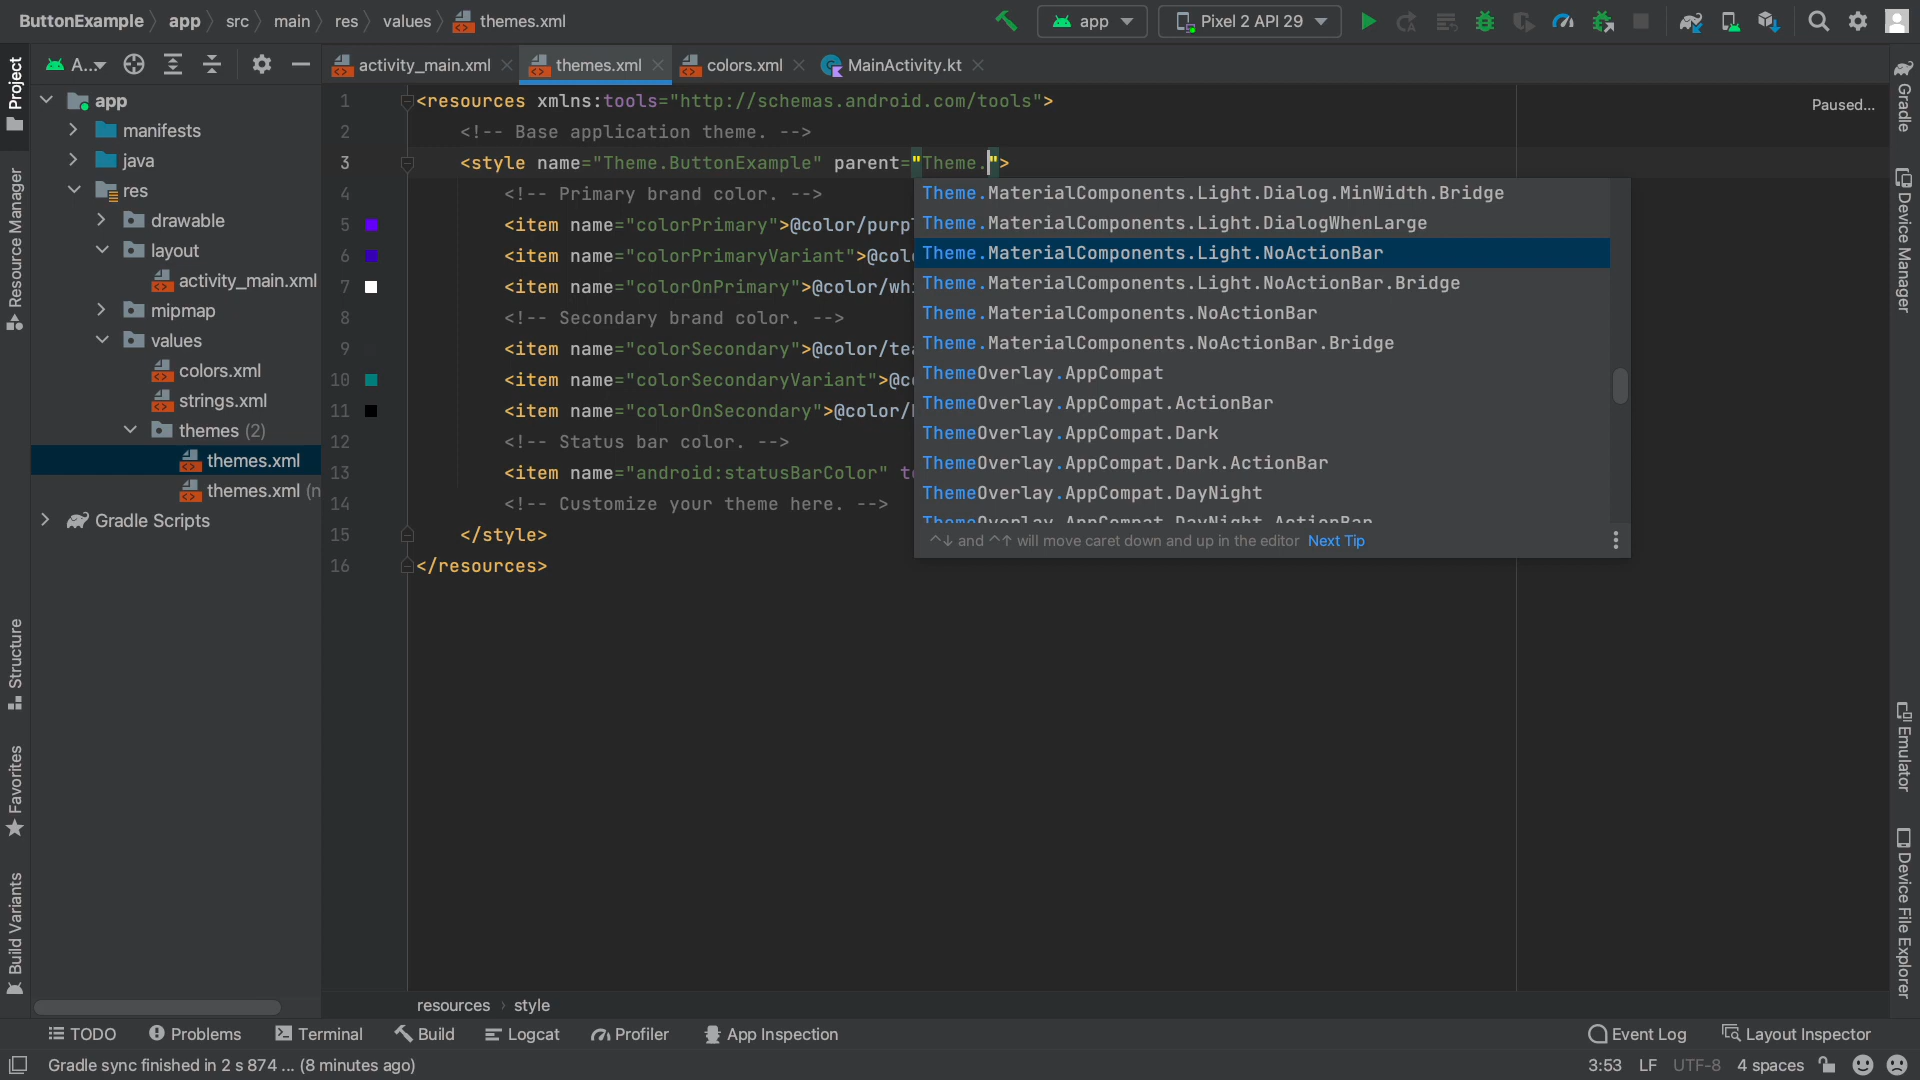 ButtonExample app src main res values themes.xml app Pixel 2 API 29
A... activity_main.xml themes.xml colors.xml MainActivity.kt
Project
Resource Manager
Structure
Favorites
Build Variants
app
manifests
java
res
drawable
layout
activity_main.xml
mipmap
values
colors.xml
strings.xml
themes (2)
themes.xml
themes.xml (n
Gradle Scripts
1 <resources xmlns:tools="http://schemas.android.com/tools">
2 <!-- Base application theme. -->
3 <style name="Theme.ButtonExample" parent="Theme.">
4 <!-- Primary brand color. -->
5 <item name="colorPrimary">@color/purp
6 <item name="colorPrimaryVariant">@col
7 <item name="colorOnPrimary">@color/whi
8 <!-- Secondary brand color. -->
9 <item name="colorSecondary">@color/tea
10 <item name="colorSecondaryVariant">@c
11 <item name="colorOnSecondary">@color/
12 <!-- Status bar color. -->
13 <item name="android:statusBarColor" to
14 <!-- Customize your theme here. -->
15 </style>
16 </resources>
Theme.MaterialComponents.Light.Dialog.MinWidth.Bridge
Theme.MaterialComponents.Light.DialogWhenLarge
Theme.MaterialComponents.Light.NoActionBar
Theme.MaterialComponents.Light.NoActionBar.Bridge
Theme.MaterialComponents.NoActionBar
Theme.MaterialComponents.NoActionBar.Bridge
ThemeOverlay.AppCompat
ThemeOverlay.AppCompat.ActionBar
ThemeOverlay.AppCompat.Dark
ThemeOverlay.AppCompat.Dark.ActionBar
ThemeOverlay.AppCompat.DayNight
ThemeOverlay.AppCompat.DayNight.ActionBar
^↓ and ^↑ will move caret down and up in the editor Next Tip
Paused...
Gradle
Device Manager
Emulator
Device File Explorer
resources › style
TODO Problems Terminal Build Logcat Profiler App Inspection Event Log Layout Inspector
Gradle sync finished in 2 s 874 ... (8 minutes ago) 3:53 LF UTF-8 4 spaces